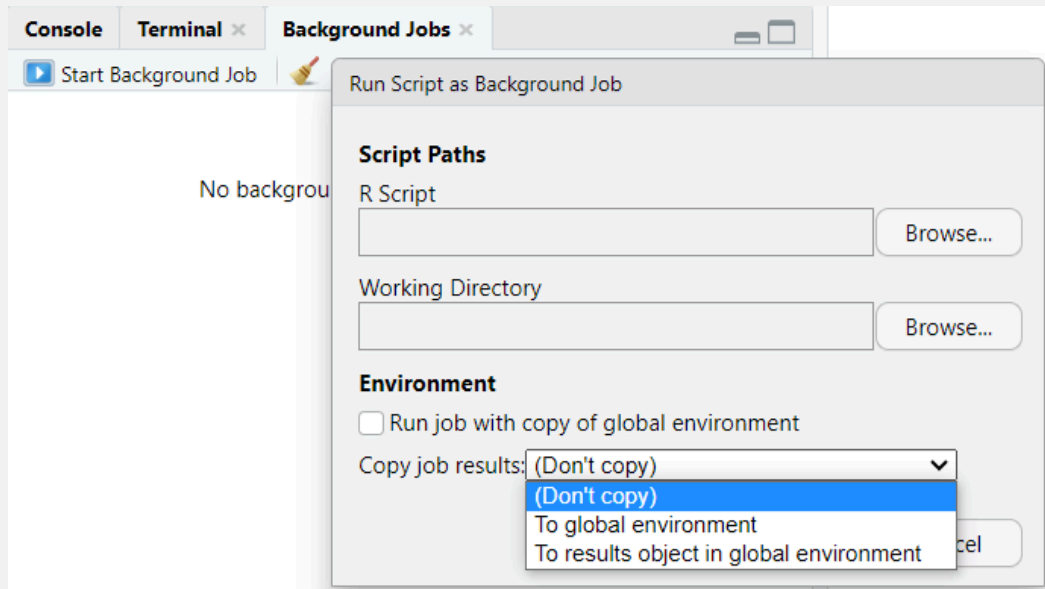 Console Terminal × Background Jobs ×
Start Background Job
Run Script as Background Job
No backgrou
Script Paths
R Script
Browse...
Working Directory
Browse...
Environment
Run job with copy of global environment
Copy job results: (Don't copy)
(Don't copy)
To global environment
To results object in global environment
cel